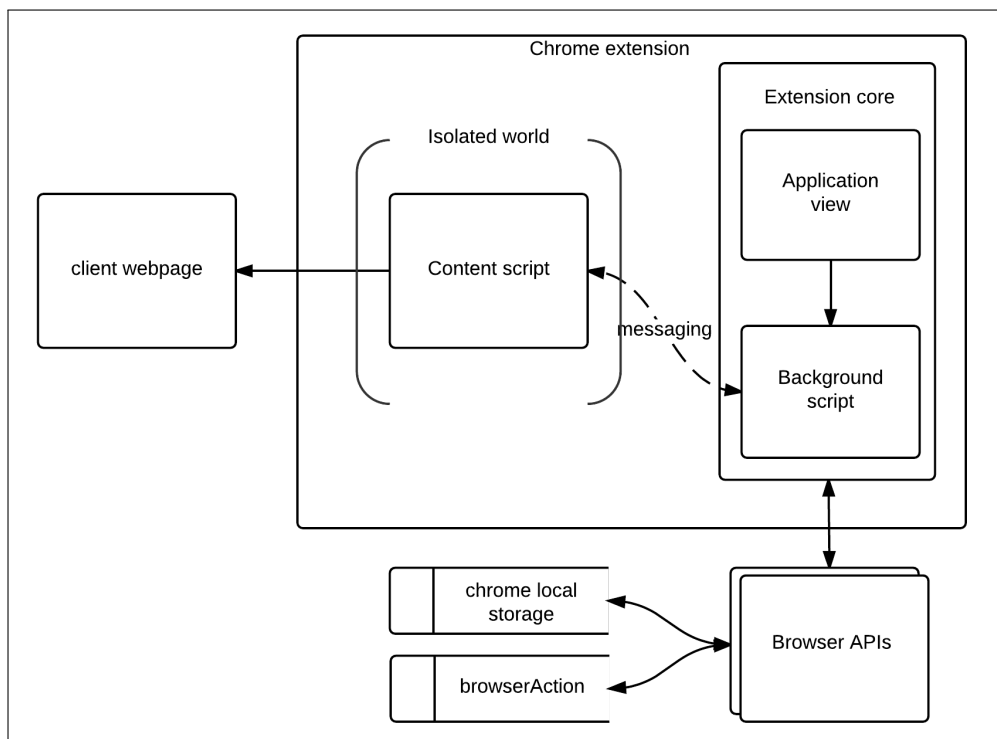 Chrome extension
Extension core
Isolated world
Application
view
client webpage
Content script
messaging
Background
script
chrome local
storage
Browser APIs
browserAction